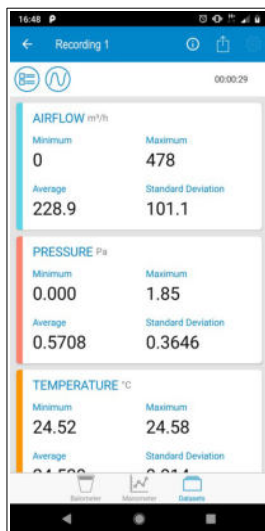 16:48 P
Recording 1
00:00:29
AIRFLOW m³/h
Minimum Maximum
0 478
Average Standard Deviation
228.9 101.1
PRESSURE Pa
Minimum Maximum
0.000 1.85
Average Standard Deviation
0.5708 0.3646
TEMPERATURE °C
Minimum Maximum
24.52 24.58
Average Standard Deviation
Balometer Manometer Datasets